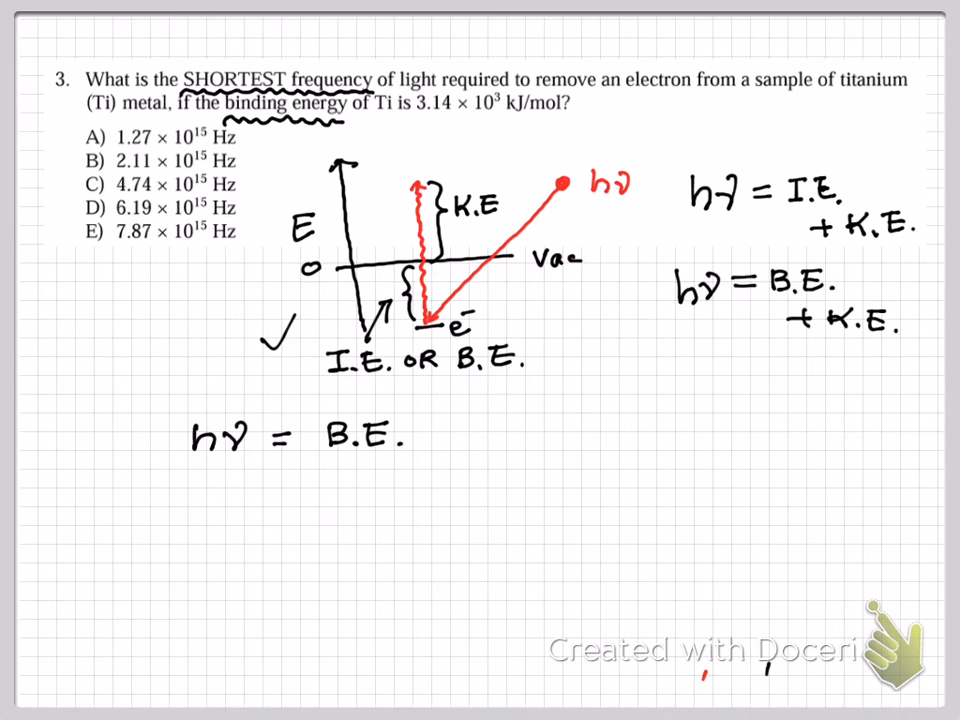 3. What is the SHORTEST frequency of light required to remove an electron from a sample of titanium
(Ti) metal, if the binding energy of Ti is 3.14 × 10³ kJ/mol?
A) 1.27 × 10¹⁵ Hz
B) 2.11 × 10¹⁵ Hz
C) 4.74 × 10¹⁵ Hz
D) 6.19 × 10¹⁵ Hz
E) 7.87 × 10¹⁵ Hz
E
0
K.E
hν
Vac
e⁻
I.E. OR B.E.
hν = I.E.
+ K.E.
hν = B.E.
+ K.E.
hν = B.E.
Created with Doceri